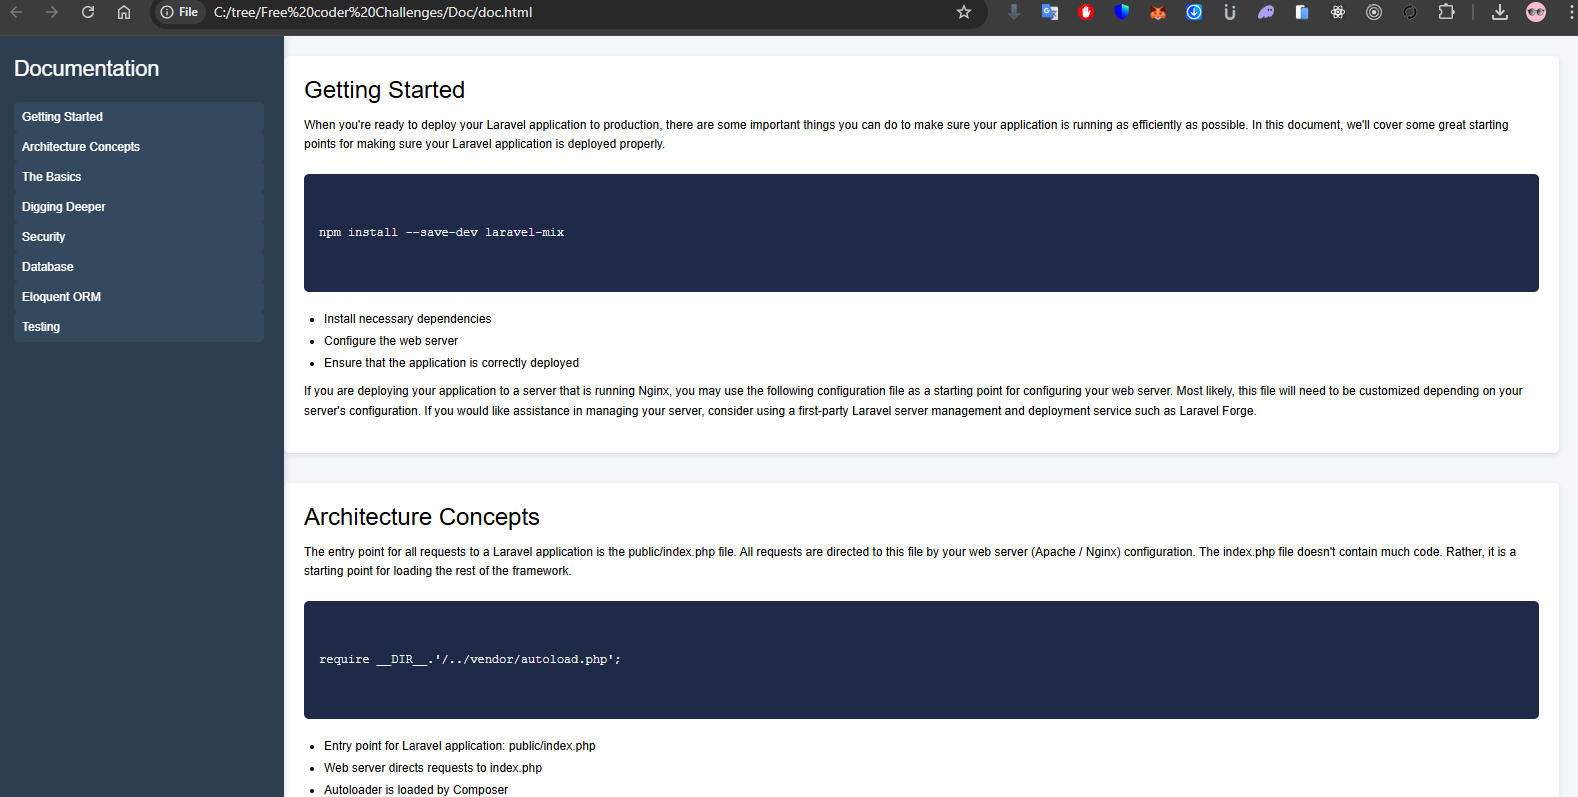 File
C:/tree/Free%20coder%20Challenges/Doc/doc.html
Documentation
Getting Started
Architecture Concepts
The Basics
Digging Deeper
Security
Database
Eloquent ORM
Testing
Getting Started
When you're ready to deploy your Laravel application to production, there are some important things you can do to make sure your application is running as efficiently as possible. In this document, we'll cover some great starting
points for making sure your Laravel application is deployed properly.
npm install --save-dev laravel-mix
Install necessary dependencies
Configure the web server
Ensure that the application is correctly deployed
If you are deploying your application to a server that is running Nginx, you may use the following configuration file as a starting point for configuring your web server. Most likely, this file will need to be customized depending on your
server's configuration. If you would like assistance in managing your server, consider using a first-party Laravel server management and deployment service such as Laravel Forge.
Architecture Concepts
The entry point for all requests to a Laravel application is the public/index.php file. All requests are directed to this file by your web server (Apache / Nginx) configuration. The index.php file doesn't contain much code. Rather, it is a
starting point for loading the rest of the framework.
require __DIR__.'/../vendor/autoload.php';
Entry point for Laravel application: public/index.php
Web server directs requests to index.php
Autoloader is loaded by Composer